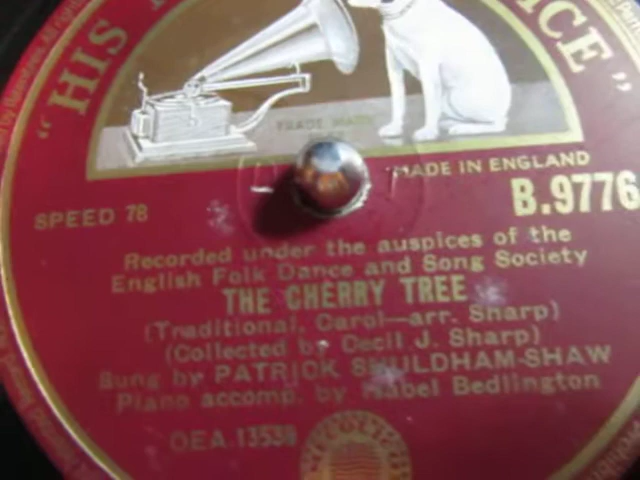 "HIS VOICE"
TRADE MARK
MADE IN ENGLAND
B.9776
SPEED 78
Recorded under the auspices of the
English Folk Dance and Song Society
THE CHERRY TREE
(Traditional Carol—arr. Sharp)
(Collected by Cecil J. Sharp)
Sung by PATRICK SHULDHAM-SHAW
Piano accomp. by Isabel Bedlington
OEA.13538